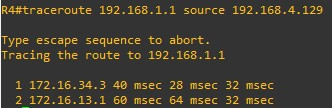 R4#traceroute 192.168.1.1 source 192.168.4.129
Type escape sequence to abort.
Tracing the route to 192.168.1.1
1 172.16.34.3 40 msec 28 msec 32 msec
2 172.16.13.1 60 msec 64 msec 32 msec